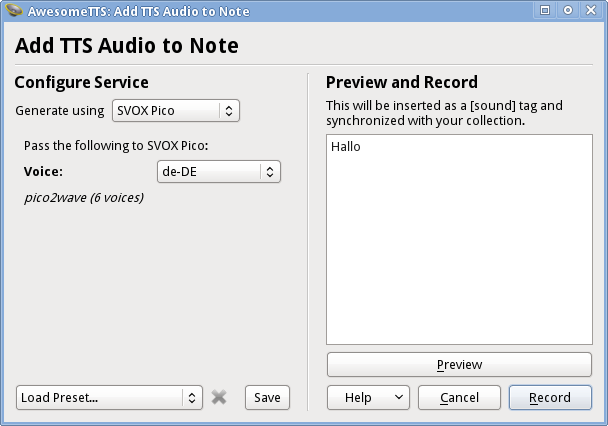 AwesomeTTS: Add TTS Audio to Note
Add TTS Audio to Note
Configure Service
Generate using SVOX Pico
Pass the following to SVOX Pico:
Voice: de-DE
pico2wave (6 voices)
Load Preset... Save
Preview and Record
This will be inserted as a [sound] tag and
synchronized with your collection.
Hallo
Preview
Help Cancel Record